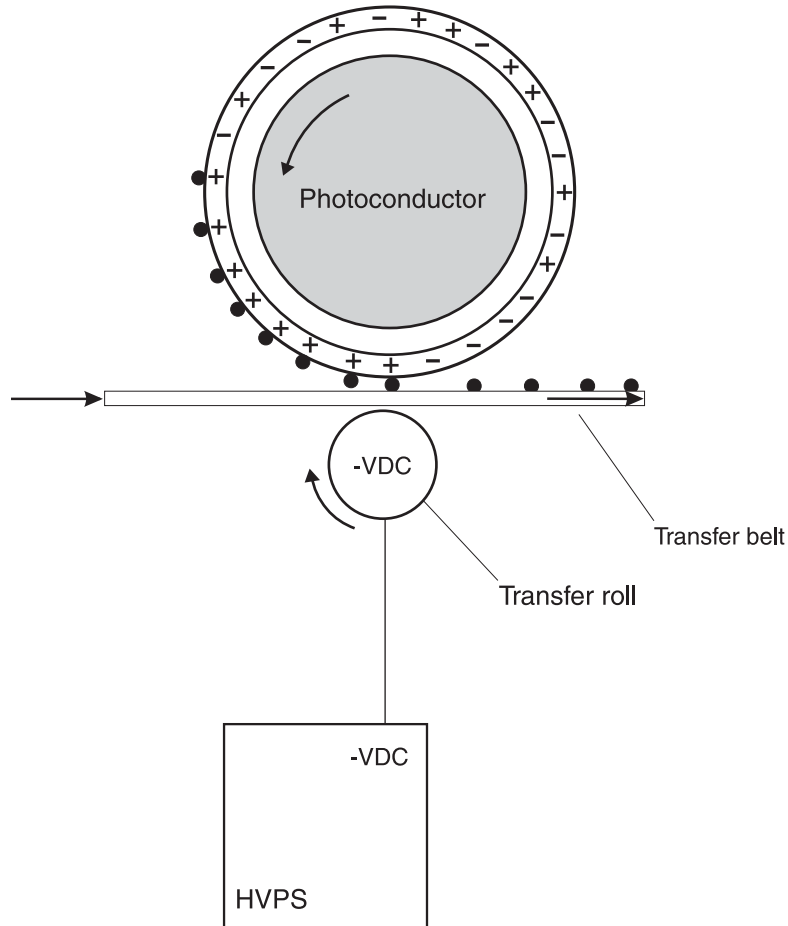 Photoconductor
-VDC
Transfer belt
Transfer roll
-VDC
HVPS